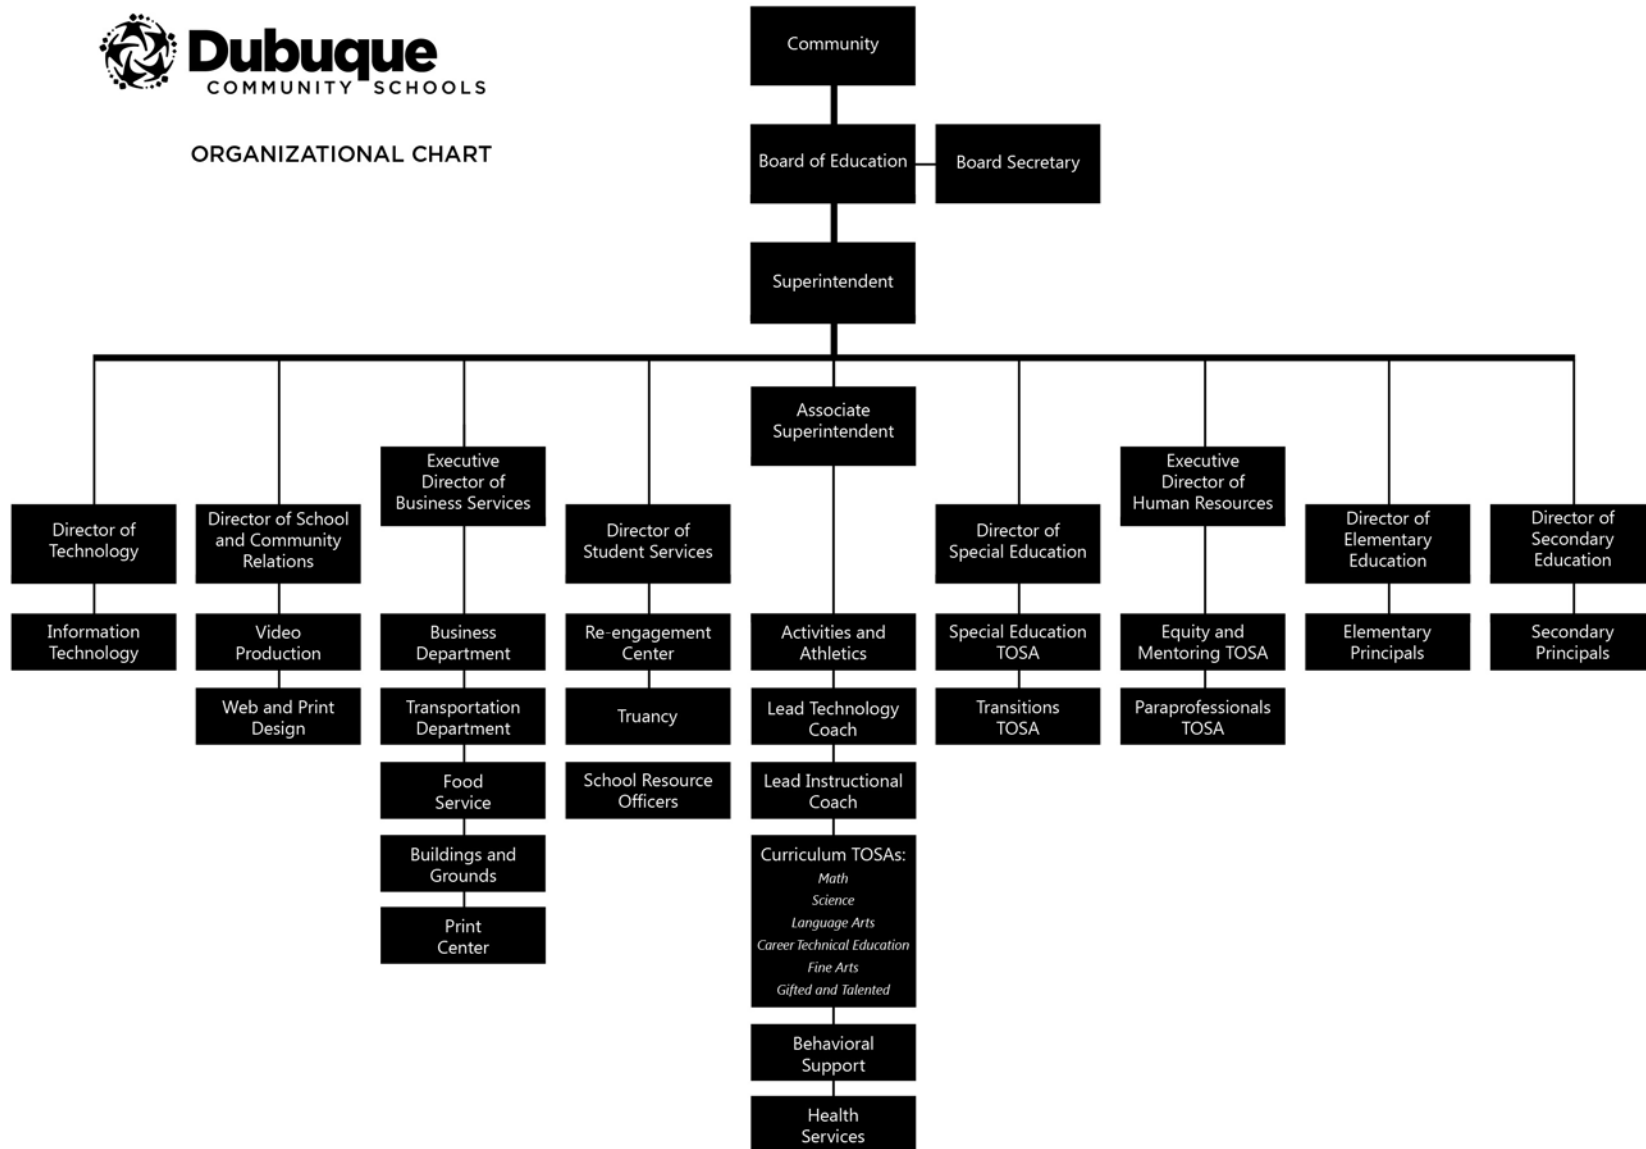 Dubuque
COMMUNITY SCHOOLS
ORGANIZATIONAL CHART
Community
Board of Education
Board Secretary
Superintendent
Associate
Superintendent
Director of
Technology
Information
Technology
Director of School
and Community
Relations
Video
Production
Web and Print
Design
Executive
Director of
Business Services
Business
Department
Transportation
Department
Food
Service
Buildings and
Grounds
Print
Center
Director of
Student Services
Re-engagement
Center
Truancy
School Resource
Officers
Activities and
Athletics
Lead Technology
Coach
Lead Instructional
Coach
Curriculum TOSAs:
Math
Science
Language Arts
Career Technical Education
Fine Arts
Gifted and Talented
Behavioral
Support
Health
Services
Director of
Special Education
Special Education
TOSA
Transitions
TOSA
Executive
Director of
Human Resources
Equity and
Mentoring TOSA
Paraprofessionals
TOSA
Director of
Elementary
Education
Elementary
Principals
Director of
Secondary
Education
Secondary
Principals